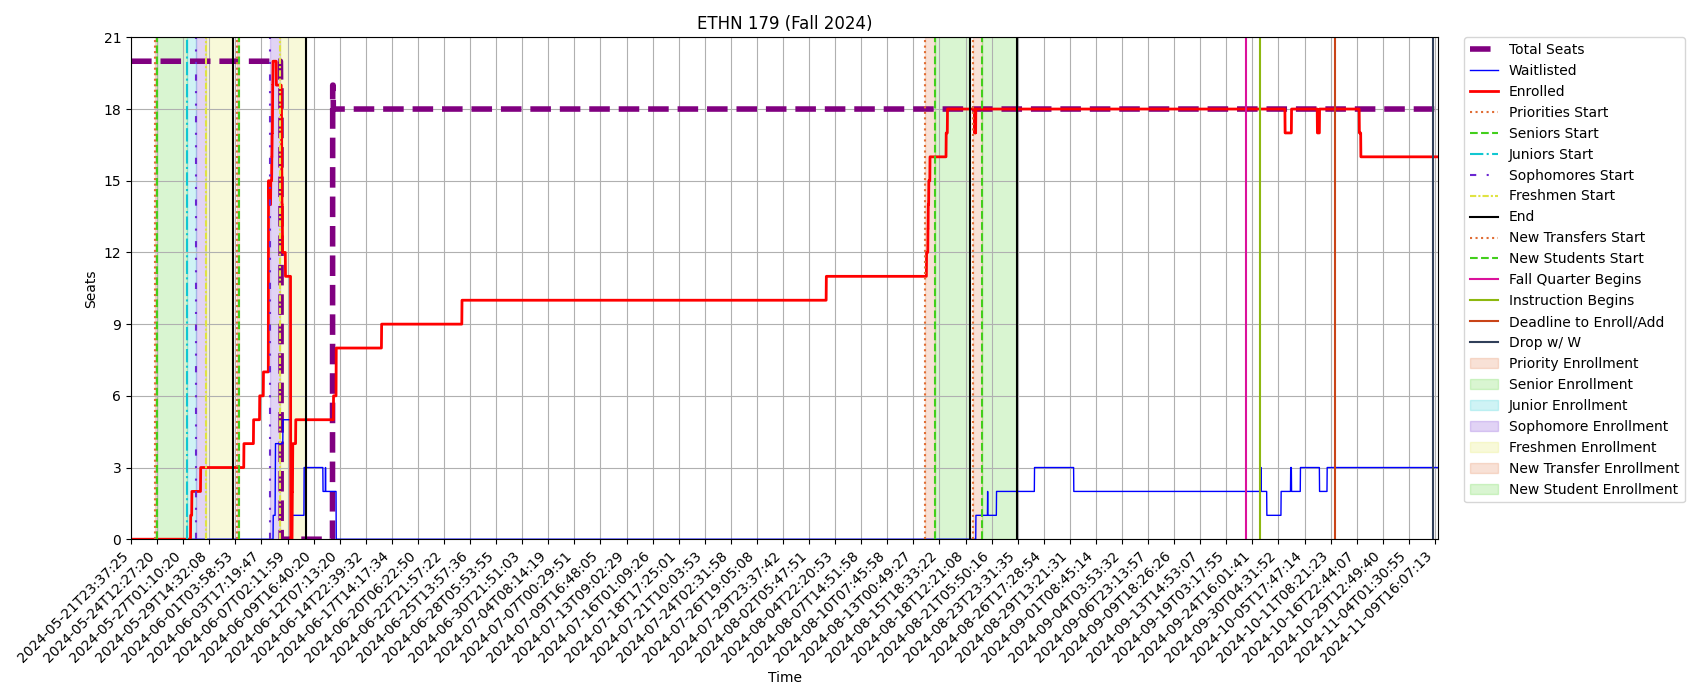 ETHN 179 (Fall 2024)
21
18
15
12
9
6
3
0
Seats
2024-05-21T23:37:25
2024-05-24T12:27:20
2024-05-27T01:10:20
2024-05-29T14:32:08
2024-06-01T03:58:53
2024-06-03T17:19:47
2024-06-07T02:11:59
2024-06-09T16:40:20
2024-06-12T07:13:20
2024-06-14T22:39:32
2024-06-17T14:17:34
2024-06-20T06:22:50
2024-06-22T21:57:22
2024-06-25T13:57:36
2024-06-28T05:53:55
2024-06-30T21:51:03
2024-07-04T08:14:19
2024-07-07T00:29:51
2024-07-09T16:48:05
2024-07-13T09:02:29
2024-07-16T01:09:26
2024-07-18T17:25:01
2024-07-21T10:03:53
2024-07-24T02:31:58
2024-07-26T19:05:08
2024-07-29T11:37:42
2024-08-02T05:47:51
2024-08-04T22:20:53
2024-08-07T14:51:58
2024-08-10T07:45:58
2024-08-13T00:49:27
2024-08-15T18:33:22
2024-08-18T12:21:08
2024-08-21T05:50:16
2024-08-23T23:31:35
2024-08-26T17:28:54
2024-08-29T13:21:31
2024-09-01T08:45:14
2024-09-04T03:53:32
2024-09-06T23:13:57
2024-09-09T18:26:26
2024-09-13T14:53:07
2024-09-19T03:17:55
2024-09-24T16:01:41
2024-09-30T04:31:52
2024-10-05T17:47:14
2024-10-11T08:21:23
2024-10-16T22:44:07
2024-10-29T12:49:40
2024-11-04T01:30:55
2024-11-09T16:07:13
Time
Total Seats
Waitlisted
Enrolled
Priorities Start
Seniors Start
Juniors Start
Sophomores Start
Freshmen Start
End
New Transfers Start
New Students Start
Fall Quarter Begins
Instruction Begins
Deadline to Enroll/Add
Drop w/ W
Priority Enrollment
Senior Enrollment
Junior Enrollment
Sophomore Enrollment
Freshmen Enrollment
New Transfer Enrollment
New Student Enrollment